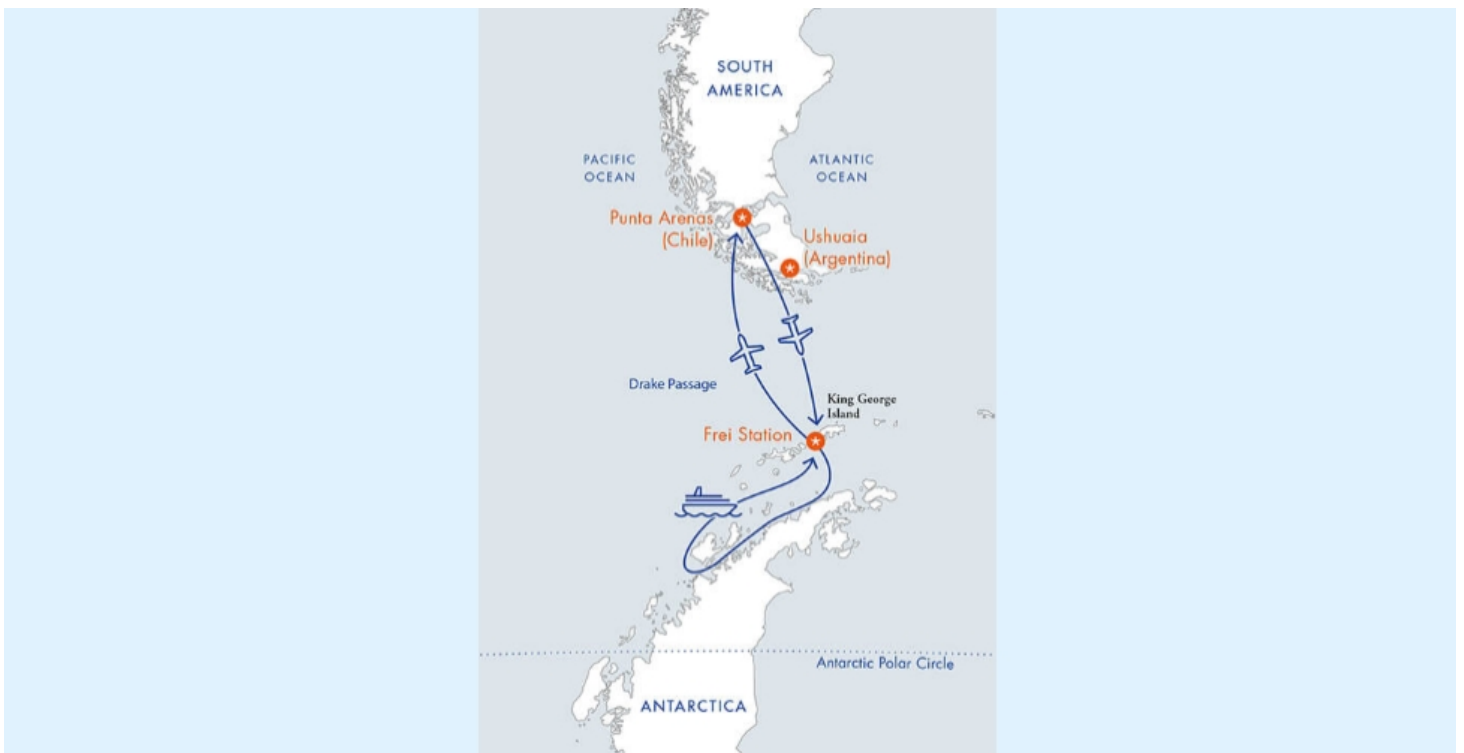 SOUTH
AMERICA
PACIFIC
OCEAN
ATLANTIC
OCEAN
Punta Arenas
(Chile)
Ushuaia
(Argentina)
Drake Passage
King George
Island
Frei Station
Antarctic Polar Circle
ANTARCTICA